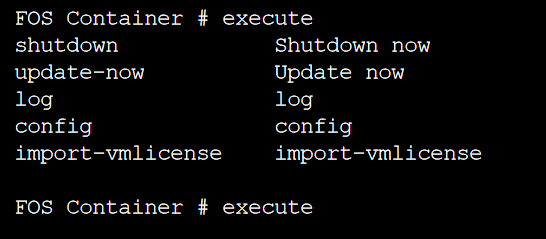 FOS Container # execute
shutdown Shutdown now
update-now Update now
log log
config config
import-vmlicense import-vmlicense
FOS Container # execute